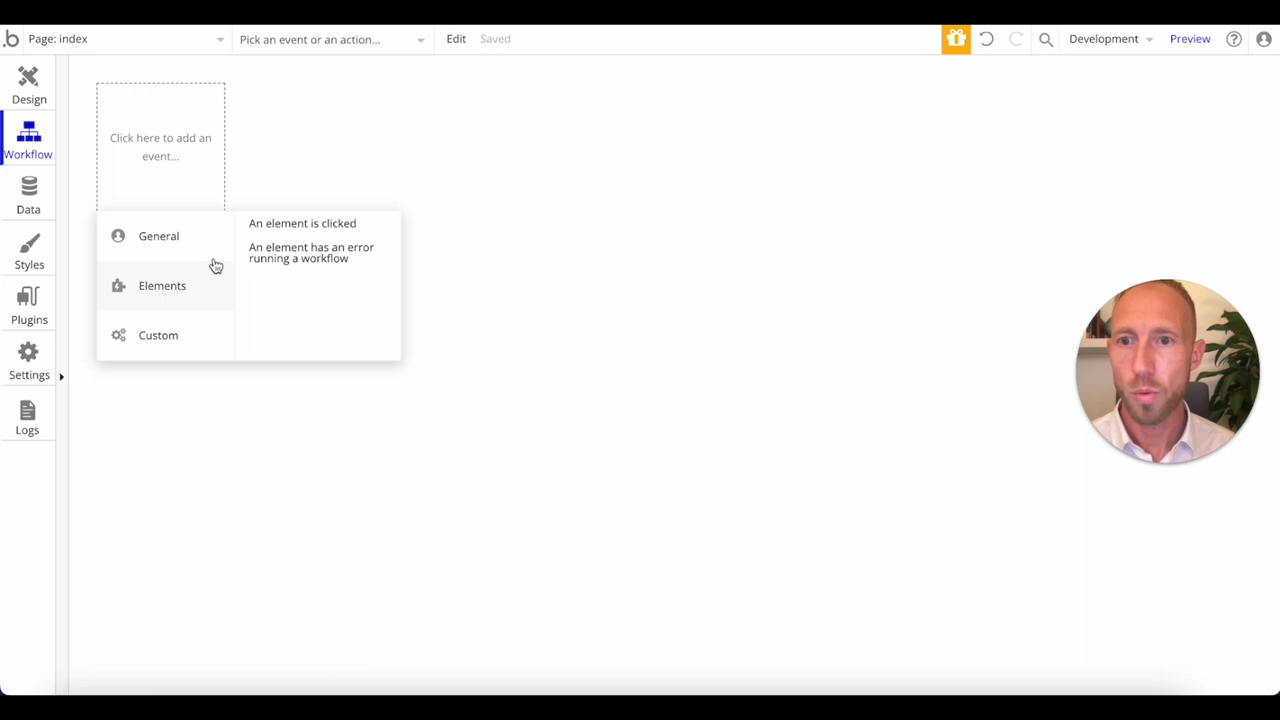 .b Page: index Pick an event or an action... Edit Saved Development Preview ?
Design
Workflow
Data
Styles
Plugins
Settings
Logs
Click here to add an
event...
General
Elements
Custom
An element is clicked
An element has an error
running a workflow